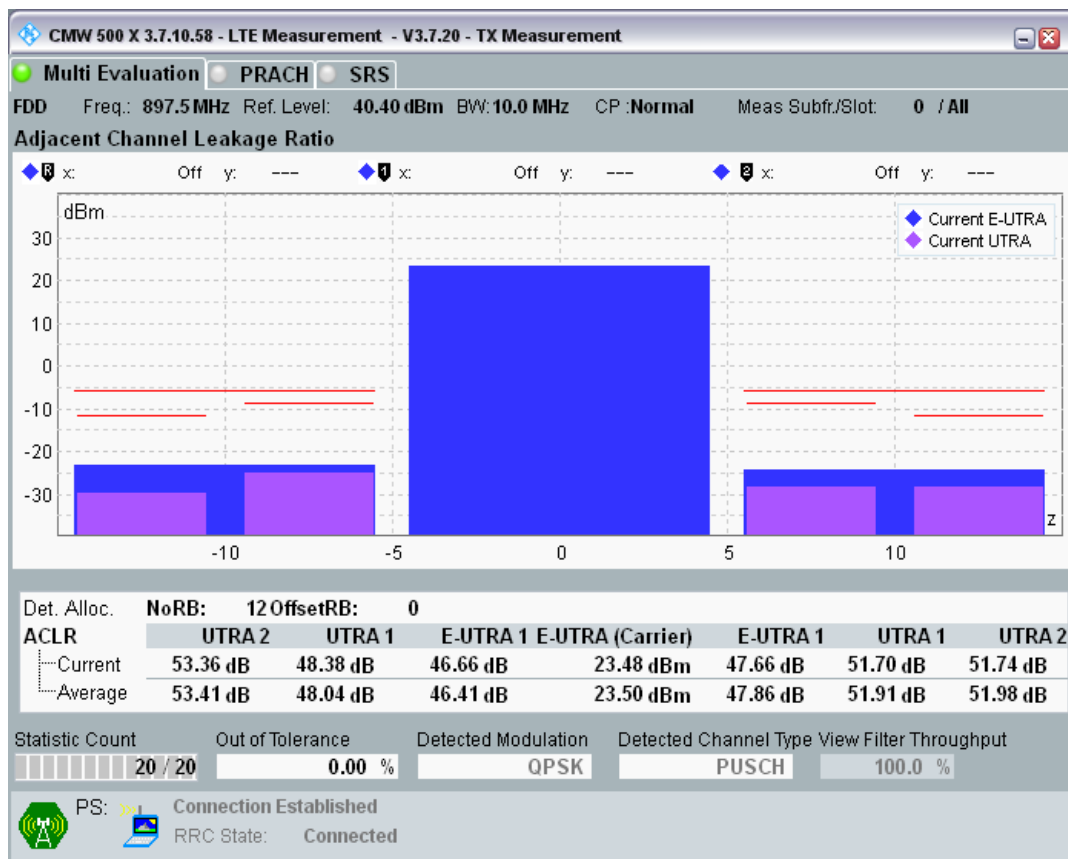 CMW 500 X 3.7.10.58 - LTE Measurement - V3.7.20 - TX Measurement
Multi Evaluation PRACH SRS
FDD Freq.: 897.5 MHz Ref. Level: 40.40 dBm BW: 10.0 MHz CP :Normal Meas Subfr./Slot: 0 / All
Adjacent Channel Leakage Ratio
R x: Off y: --- 1 x: Off y: --- 2 x: Off y: ---
dBm
Current E-UTRA
Current UTRA
30
20
10
0
-10
-20
-30
z
-10 -5 0 5 10
Det. Alloc. NoRB: 12 OffsetRB: 0
ACLR UTRA 2 UTRA 1 E-UTRA 1 E-UTRA (Carrier) E-UTRA 1 UTRA 1 UTRA 2
Current 53.36 dB 48.38 dB 46.66 dB 23.48 dBm 47.66 dB 51.70 dB 51.74 dB
Average 53.41 dB 48.04 dB 46.41 dB 23.50 dBm 47.86 dB 51.91 dB 51.98 dB
Statistic Count Out of Tolerance Detected Modulation Detected Channel Type View Filter Throughput
20 / 20 0.00 % QPSK PUSCH 100.0 %
PS: Connection Established
RRC State: Connected